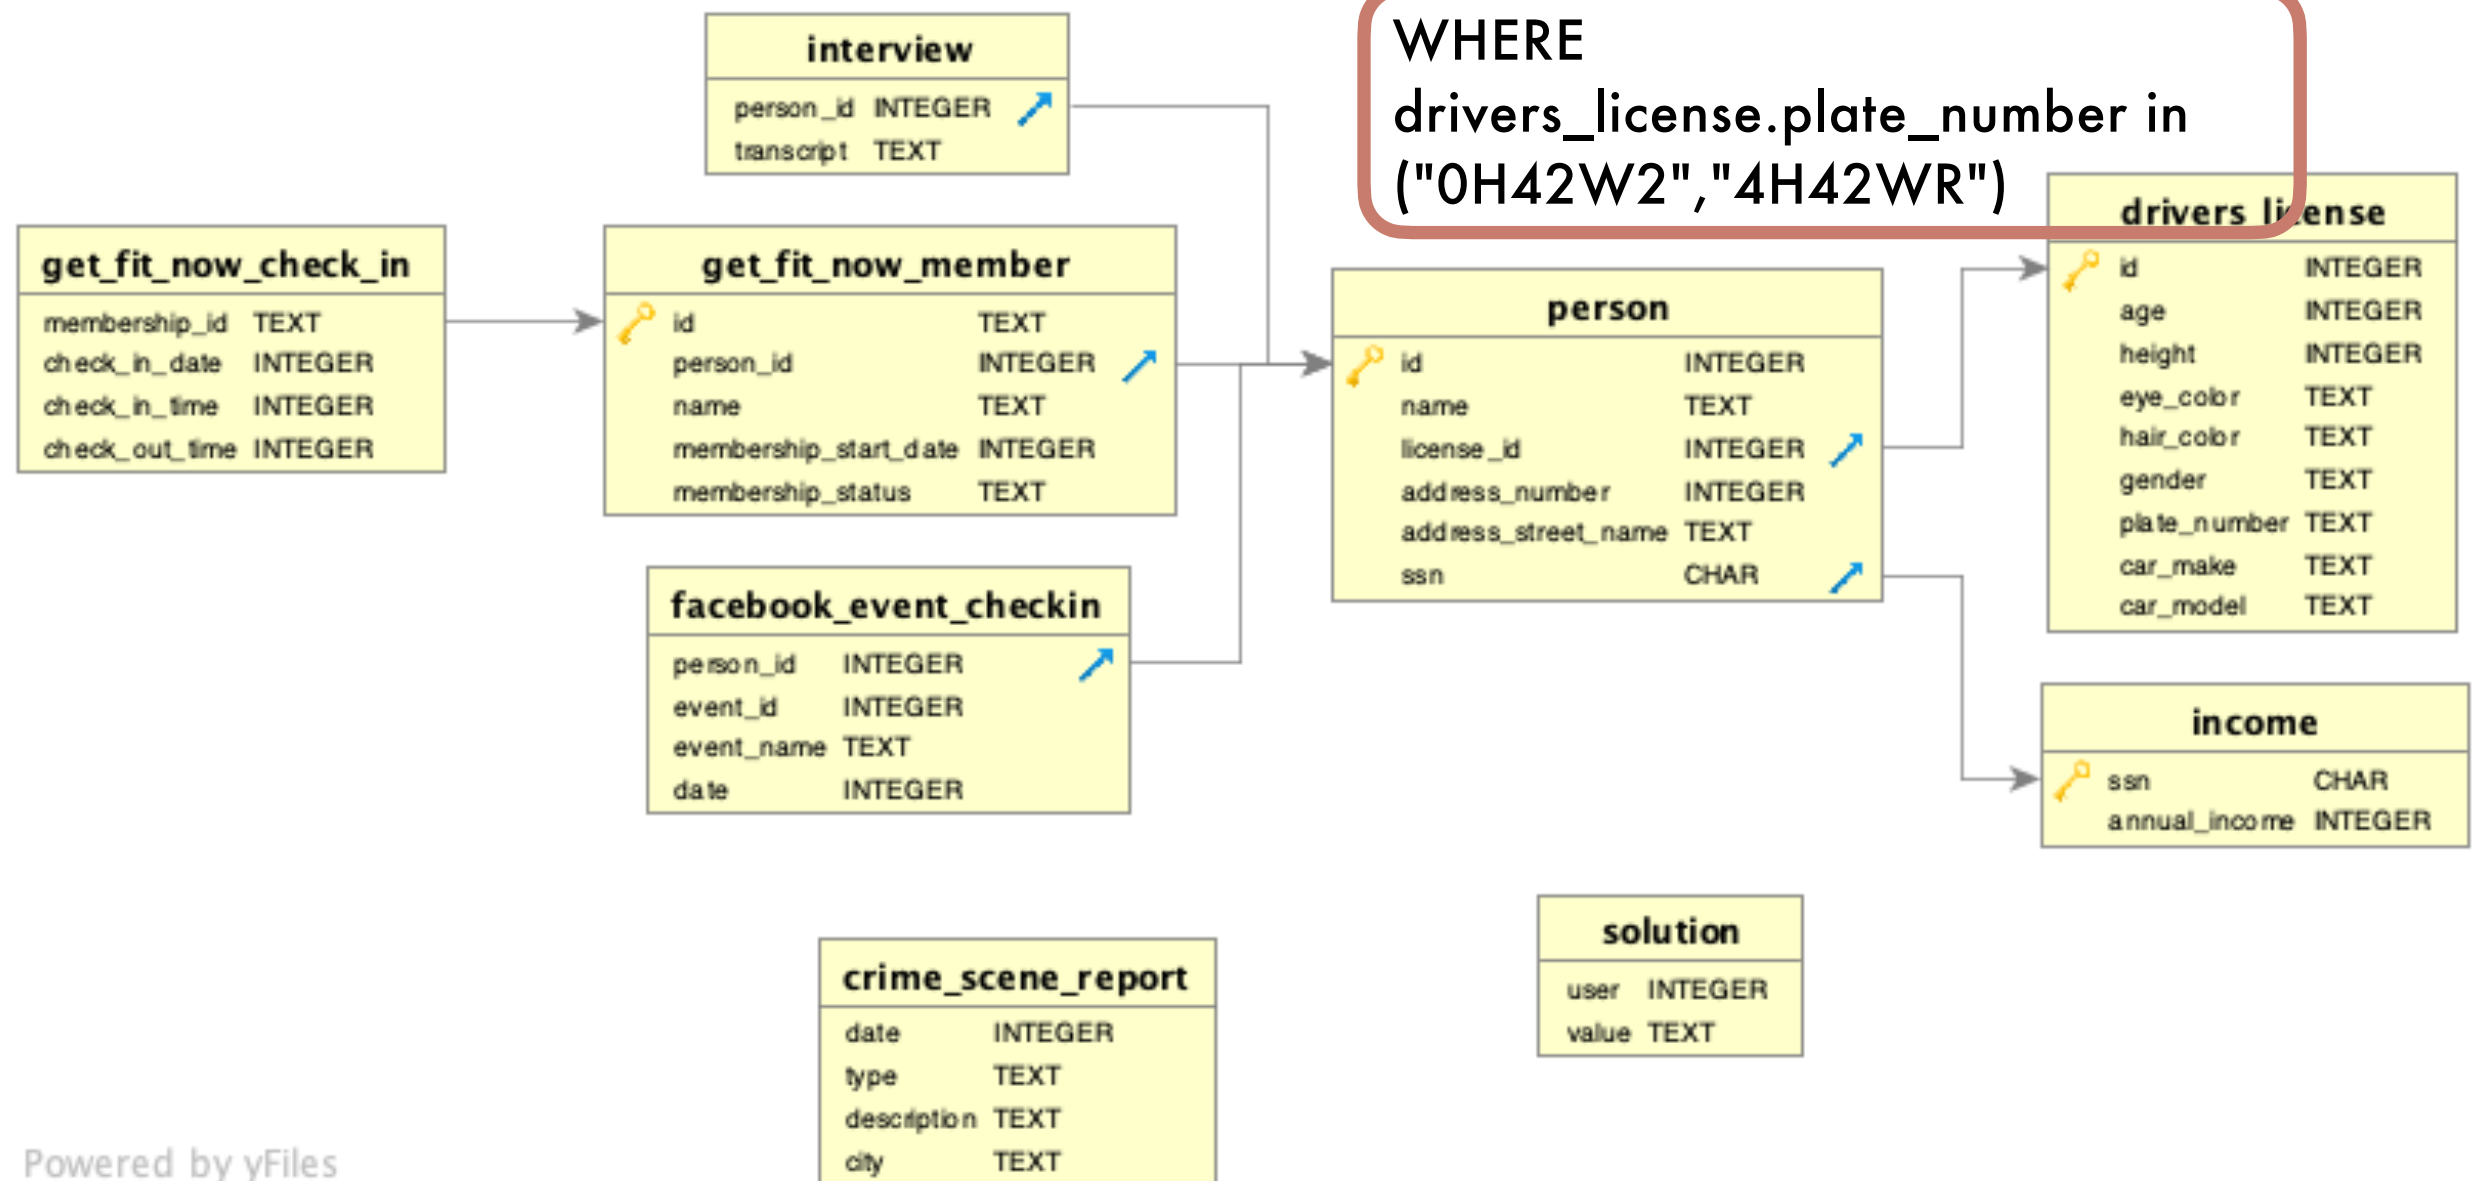 WHERE
drivers_license.plate_number in
("0H42W2","4H42WR")
interview
person_id INTEGER
transcript TEXT
get_fit_now_check_in
membership_id TEXT
check_in_date INTEGER
check_in_time INTEGER
check_out_time INTEGER
get_fit_now_member
id TEXT
person_id INTEGER
name TEXT
membership_start_date INTEGER
membership_status TEXT
facebook_event_checkin
person_id INTEGER
event_id INTEGER
event_name TEXT
date INTEGER
person
id INTEGER
name TEXT
license_id INTEGER
address_number INTEGER
address_street_name TEXT
ssn CHAR
drivers_license
id INTEGER
age INTEGER
height INTEGER
eye_color TEXT
hair_color TEXT
gender TEXT
plate_number TEXT
car_make TEXT
car_model TEXT
income
ssn CHAR
annual_income INTEGER
solution
user INTEGER
value TEXT
crime_scene_report
date INTEGER
type TEXT
description TEXT
city TEXT
Powered by yFiles